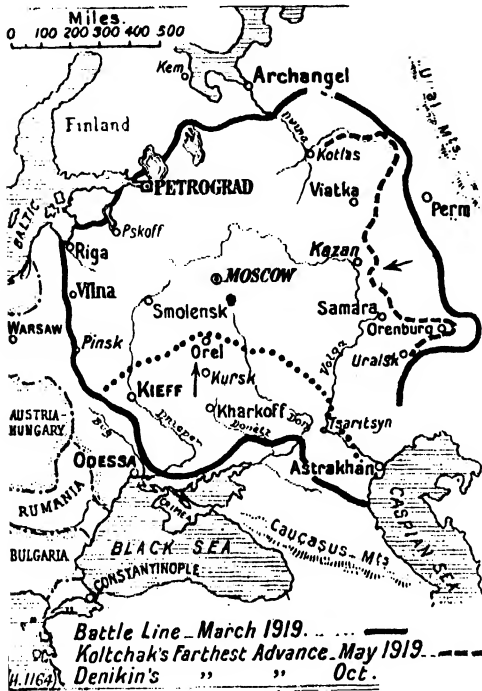 Miles.
0 100 200 300 400 500
Kem
Archangel
Ural Mts.
Finland
Dwina
Kotlas
PETROGRAD
Viatka
Perm
BALTIC
Pskoff
Riga
Kazan
MOSCOW
Vilna
Smolensk
Samara
Orenburg
WARSAW
Pinsk
Orel
Volga
Uralsk
KIEFF
Kursk
AUSTRIA-
HUNGARY
Kharkoff
Don
Tsaritsyn
Dnieper
Donetz
Bug
ODESSA
Astrakhan
RUMANIA
Crimea
CASPIAN SEA
BULGARIA
BLACK SEA
Caucasus Mts
CONSTANTINOPLE
Battle Line _ March 1919
Koltchak's Farthest Advance _ May 1919
Denikin's „ „ Oct.
H.1164